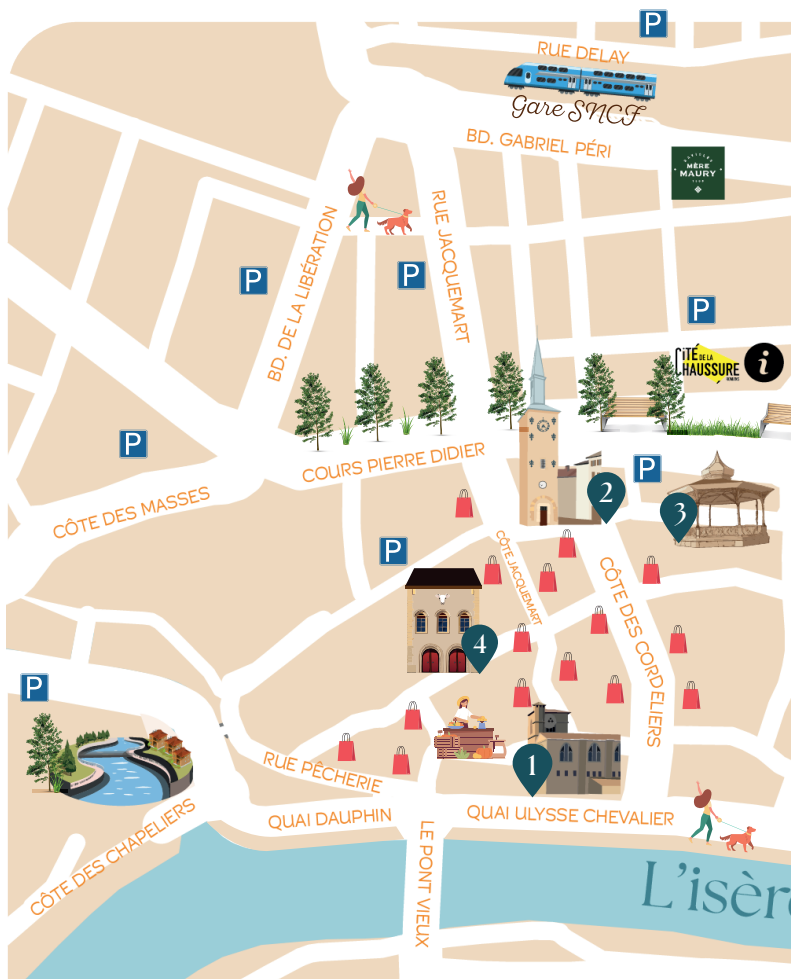 P
RUE DELAY
Gare SNCF
BD. GABRIEL PÉRI
MÈRE
MAURY
RUE JACQUEMART
BD. DE LA LIBÉRATION
P
P
P
CITÉ DE LA
CHAUSSURE
ROMANS
i
P
COURS PIERRE DIDIER
P
CÔTE DES MASSES
2
3
P
CÔTE JACQUEMART
CÔTE DES CORDELIERS
4
P
1
RUE PÊCHERIE
QUAI DAUPHIN
QUAI ULYSSE CHEVALIER
CÔTE DES CHAPELIERS
LE PONT VIEUX
L'isèr